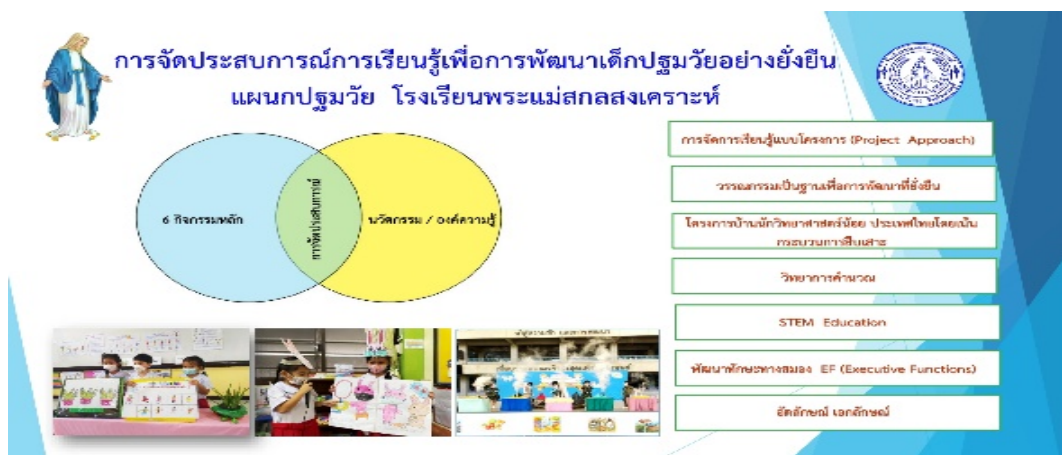 การจัดประสบการณ์การเรียนรู้เพื่อการพัฒนาเด็กปฐมวัยอย่างยั่งยืน
แผนกปฐมวัย โรงเรียนพระแม่สกลสงเคราะห์
6 กิจกรรมหลัก
การจัดประสบการณ์
นวัตกรรม / องค์ความรู้
การจัดการเรียนรู้แบบโครงการ (Project Approach)
วรรณกรรมเป็นฐานเพื่อการพัฒนาที่ยั่งยืน
โครงการบ้านนักวิทยาศาสตร์น้อย ประเทศไทยโดยเน้น
กระบวนการสืบเสาะ
วิทยาการคำนวณ
STEM Education
พัฒนาทักษะทางสมอง EF (Executive Functions)
อัตลักษณ์ เอกลักษณ์